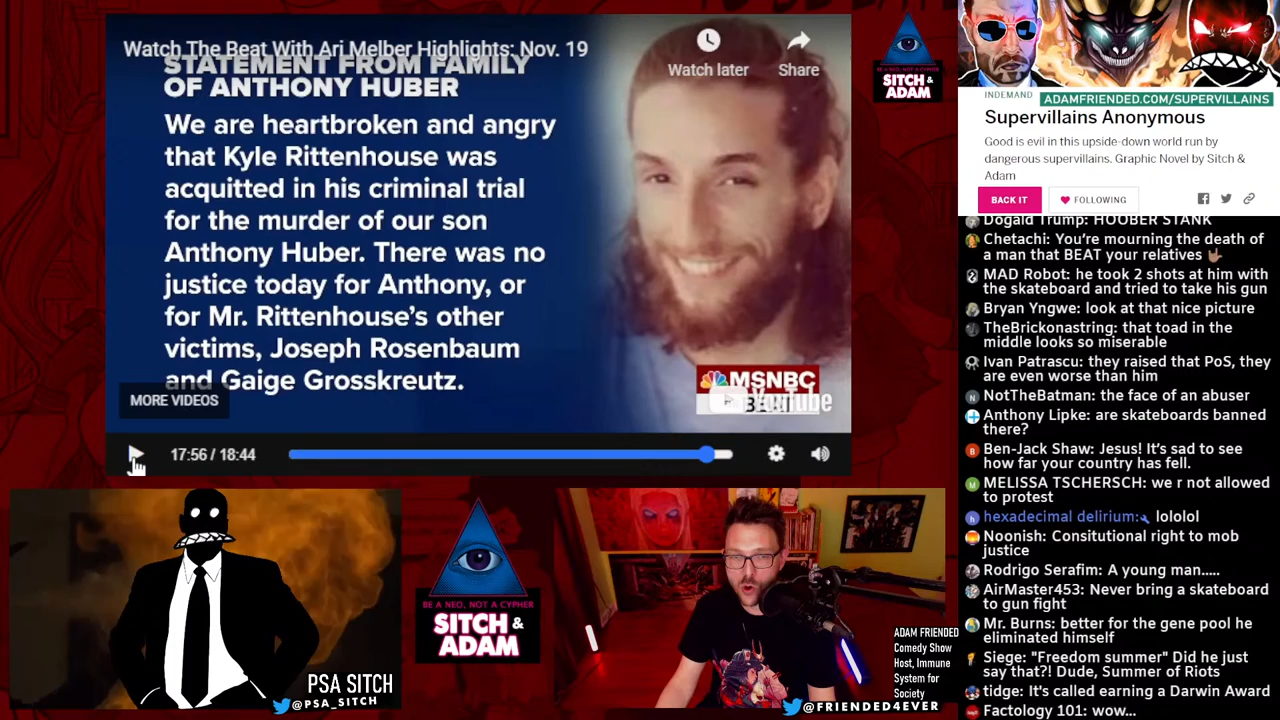 Watch The Beat With Ari Melber Highlights: Nov. 19
Watch later
Share
STATEMENT FROM FAMILY
OF ANTHONY HUBER
We are heartbroken and angry
that Kyle Rittenhouse was
acquitted in his criminal trial
for the murder of our son
Anthony Huber. There was no
justice today for Anthony, or
for Mr. Rittenhouse’s other
victims, Joseph Rosenbaum
and Gaige Grosskreutz.
MORE VIDEOS
MSNBC
YouTube
17:56 / 18:44
BE A NEO, NOT A CYPHER
SITCH &
ADAM
INDEMAND
ADAMFRIENDED.COM/SUPERVILLAINS
Supervillains Anonymous
Good is evil in this upside-down world run by
dangerous supervillains. Graphic Novel by Sitch &
Adam
BACK IT
FOLLOWING
Dogald Trump: HOOBER STANK
Chetachi: You’re mourning the death of
a man that BEAT your relatives
MAD Robot: he took 2 shots at him with
the skateboard and tried to take his gun
Bryan Yngwe: look at that nice picture
TheBrickonastring: that toad in the
middle looks so miserable
Ivan Patrascu: they raised that PoS, they
are even worse than him
NotTheBatman: the face of an abuser
Anthony Lipke: are skateboards banned
there?
Ben-Jack Shaw: Jesus! It’s sad to see
how far your country has fell.
MELISSA TSCHERSCH: we r not allowed
to protest
hexadecimal delirium: lololol
Noonish: Consitutional right to mob
justice
Rodrigo Serafim: A young man.....
AirMaster453: Never bring a skateboard
to gun fight
Mr. Burns: better for the gene pool he
eliminated himself
Siege: "Freedom summer" Did he just
say that?! Dude, Summer of Riots
tidge: It's called earning a Darwin Award
Factology 101: wow...
PSA SITCH
@PSA_SITCH
BE A NEO, NOT A CYPHER
SITCH &
ADAM
ADAM FRIENDED
Comedy Show
Host, Immune
System for
Society
@FRIENDED4EVER